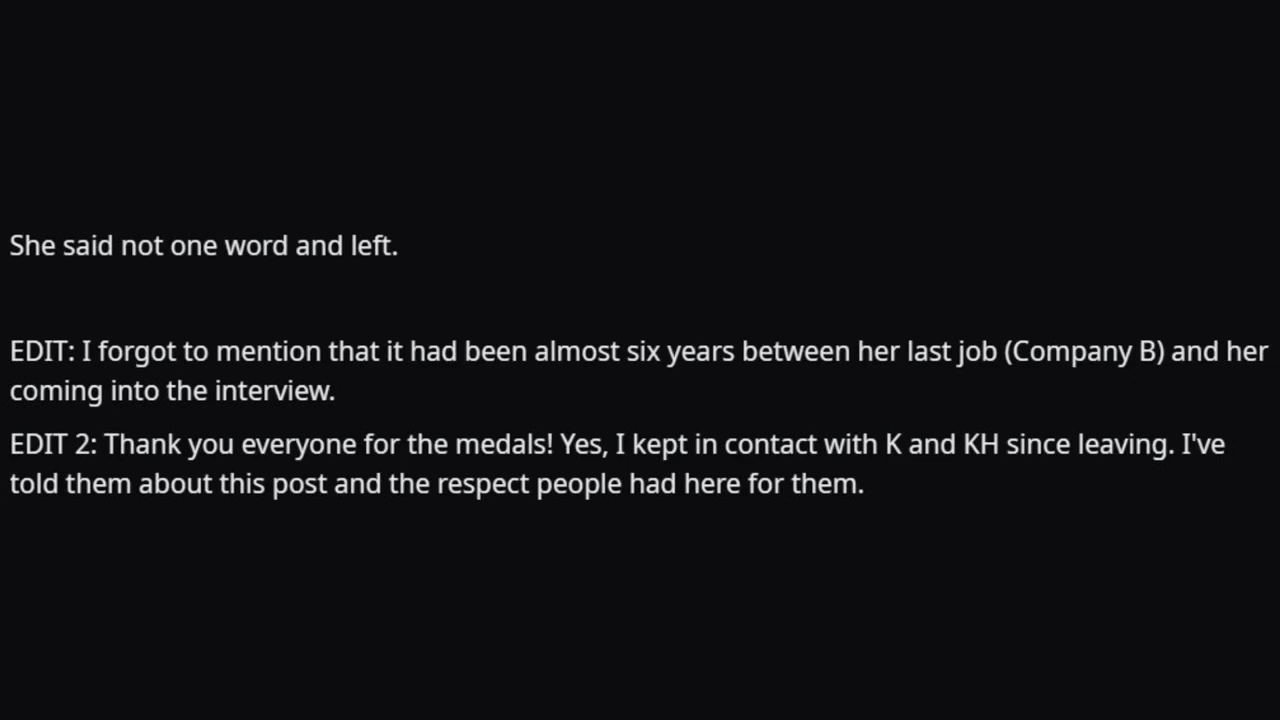 She said not one word and left.
EDIT: I forgot to mention that it had been almost six years between her last job (Company B) and her
coming into the interview.
EDIT 2: Thank you everyone for the medals! Yes, I kept in contact with K and KH since leaving. I've
told them about this post and the respect people had here for them.